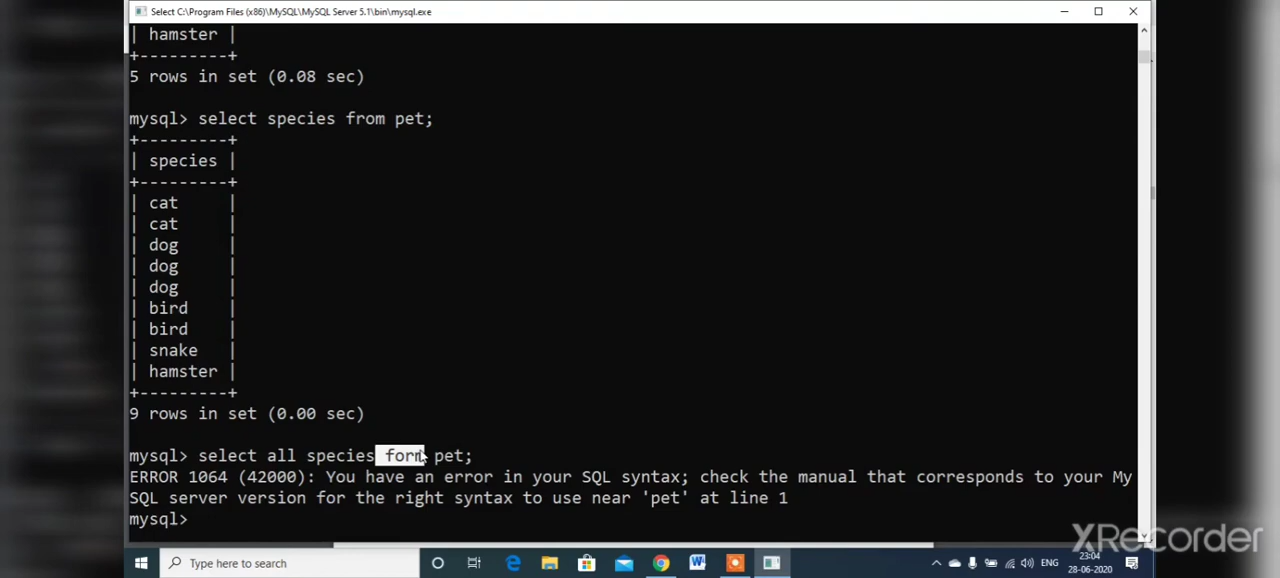 Select C:\Program Files (x86)\MySQL\MySQL Server 5.1\bin\mysql.exe
| hamster |
+---------+
5 rows in set (0.08 sec)
mysql> select species from pet;
+---------+
| species |
+---------+
| cat     |
| cat     |
| dog     |
| dog     |
| dog     |
| bird    |
| bird    |
| snake   |
| hamster |
+---------+
9 rows in set (0.00 sec)
mysql> select all species form pet;
ERROR 1064 (42000): You have an error in your SQL syntax; check the manual that corresponds to your My
SQL server version for the right syntax to use near 'pet' at line 1
mysql>
XRecorder
Type here to search
ENG
23:04
28-06-2020